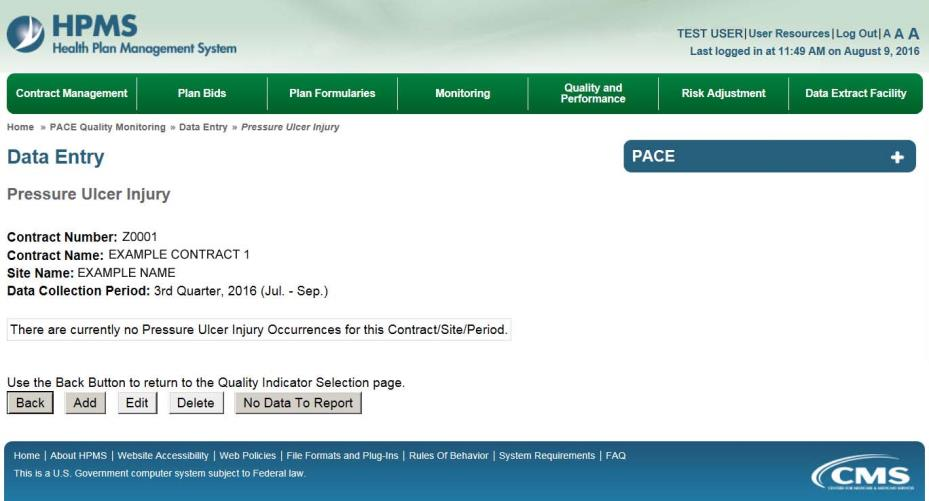 HPMS
Health Plan Management System
TEST USER|User Resources|Log Out|A A A
Last logged in at 11:49 AM on August 9, 2016
Contract Management
Plan Bids
Plan Formularies
Monitoring
Quality and
Performance
Risk Adjustment
Data Extract Facility
Home » PACE Quality Monitoring » Data Entry » Pressure Ulcer Injury
Data Entry
PACE +
Pressure Ulcer Injury
Contract Number: Z0001
Contract Name: EXAMPLE CONTRACT 1
Site Name: EXAMPLE NAME
Data Collection Period: 3rd Quarter, 2016 (Jul. - Sep.)
There are currently no Pressure Ulcer Injury Occurrences for this Contract/Site/Period.
Use the Back Button to return to the Quality Indicator Selection page.
Back Add Edit Delete No Data To Report
Home | About HPMS | Website Accessibility | Web Policies | File Formats and Plug-Ins | Rules Of Behavior | System Requirements | FAQ
This is a U.S. Government computer system subject to Federal law.
CMS
CENTERS FOR MEDICARE & MEDICAID SERVICES